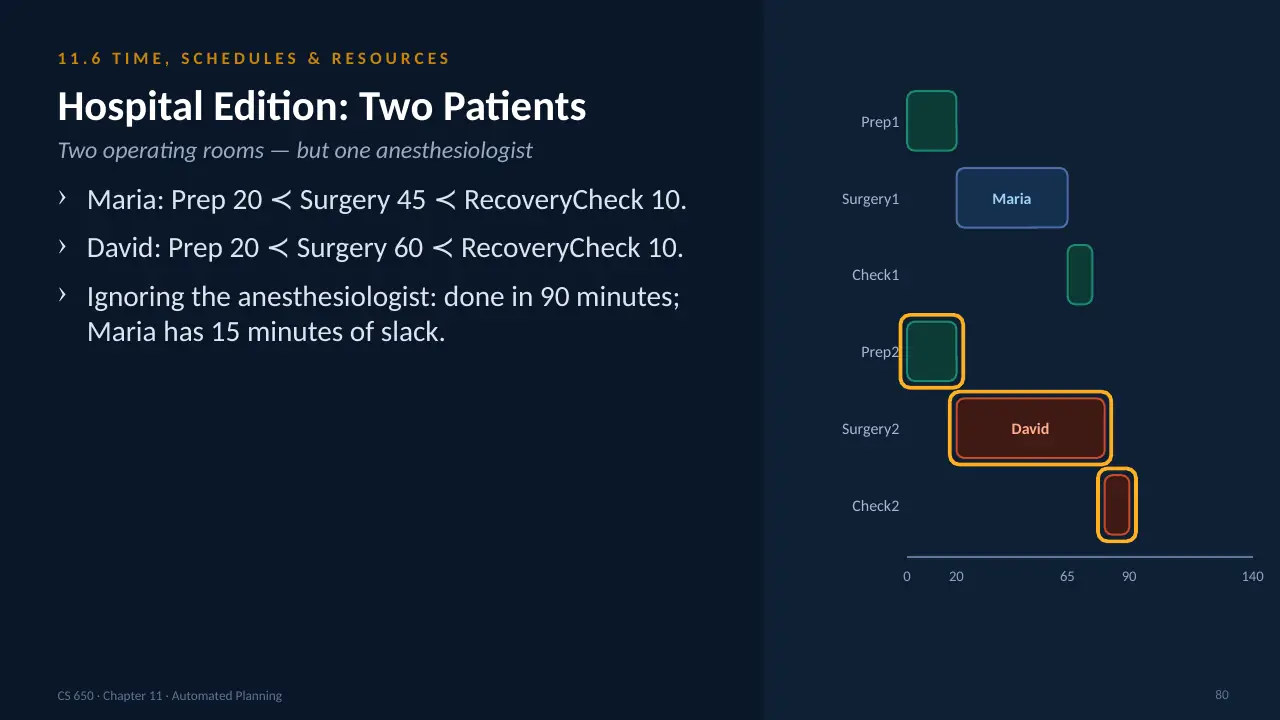 11.6 TIME, SCHEDULES & RESOURCES
Hospital Edition: Two Patients
Two operating rooms — but one anesthesiologist
› Maria: Prep 20 ≺ Surgery 45 ≺ RecoveryCheck 10.
› David: Prep 20 ≺ Surgery 60 ≺ RecoveryCheck 10.
› Ignoring the anesthesiologist: done in 90 minutes;
Maria has 15 minutes of slack.
Prep1
Surgery1 Maria
Check1
Prep2
Surgery2 David
Check2
0 20 65 90 140
CS 650 · Chapter 11 · Automated Planning
80